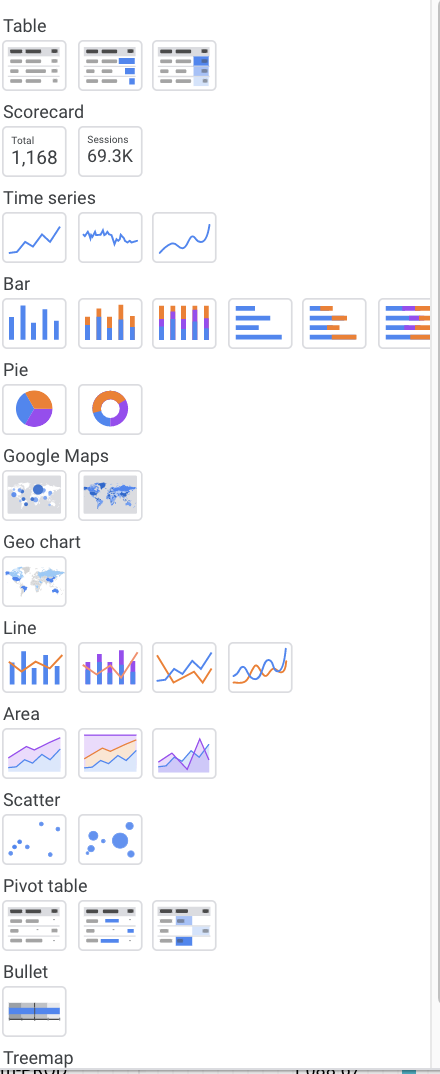 Table
Scorecard
Total
1,168
Sessions
69.3K
Time series
Bar
Pie
Google Maps
Geo chart
Line
Area
Scatter
Pivot table
Bullet
Treemap